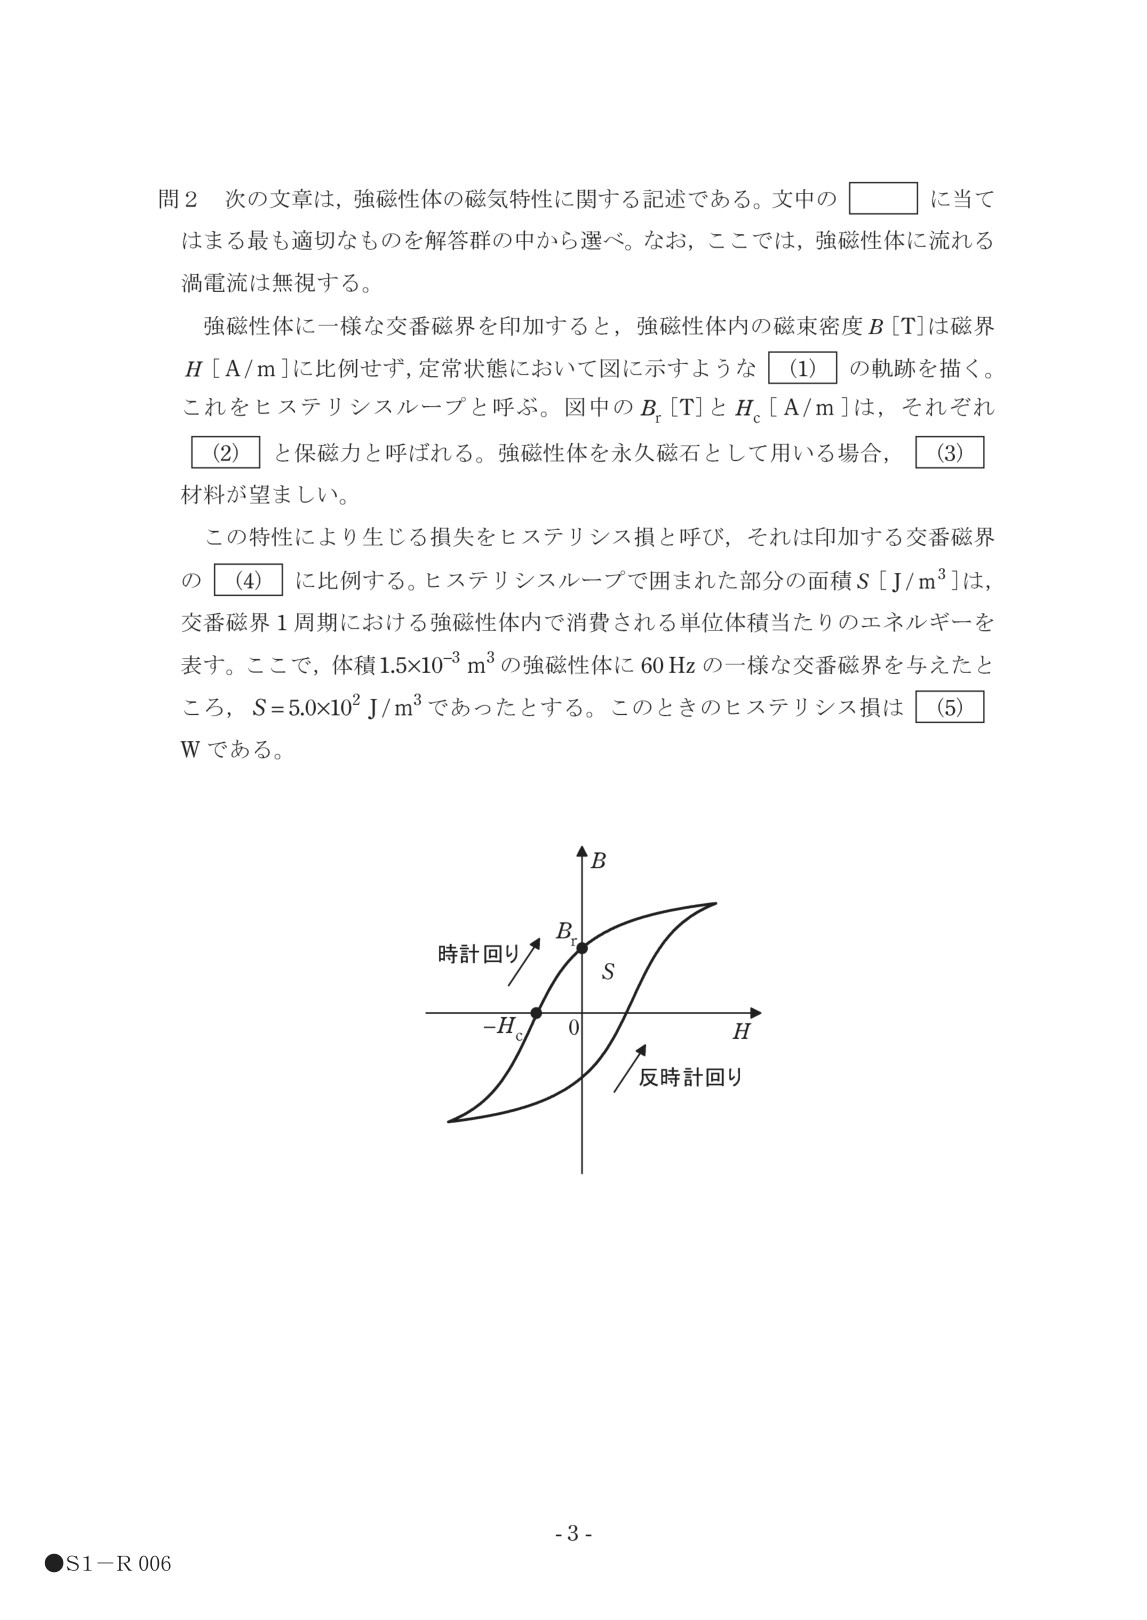 問2 次の文章は,強磁性体の磁気特性に関する記述である。文中の に当て
はまる最も適切なものを解答群の中から選べ。なお,ここでは,強磁性体に流れる
渦電流は無視する。
強磁性体に一様な交番磁界を印加すると,強磁性体内の磁束密度B[T]は磁界
H[A/m]に比例せず,定常状態において図に示すような (1) の軌跡を描く。
これをヒステリシスループと呼ぶ。図中のBr[T]とHc[A/m]は,それぞれ
(2) と保磁力と呼ばれる。強磁性体を永久磁石として用いる場合, (3)
材料が望ましい。
この特性により生じる損失をヒステリシス損と呼び,それは印加する交番磁界
の (4) に比例する。ヒステリシスループで囲まれた部分の面積S[J/m³]は,
交番磁界1周期における強磁性体内で消費される単位体積当たりのエネルギーを
表す。ここで,体積1.5×10⁻³ m³の強磁性体に60 Hzの一様な交番磁界を与えたと
ころ, S=5.0×10² J/m³であったとする。このときのヒステリシス損は (5)
Wである。
B
Br
時計回り
S
−Hc
0
H
反時計回り
- 3 -
●S1−R 006